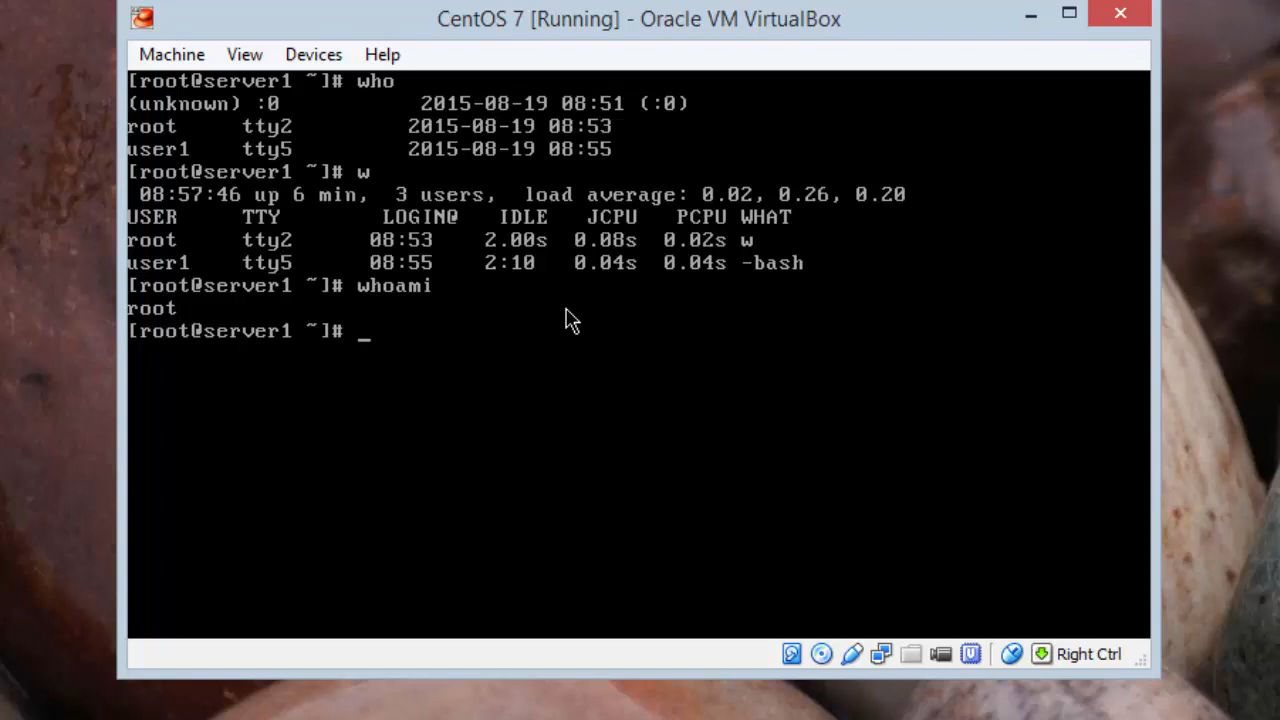 CentOS 7 [Running] - Oracle VM VirtualBox
Machine View Devices Help
[root@server1 ~]# who
(unknown) :0           2015-08-19 08:51 (:0)
root     tty2         2015-08-19 08:53
user1    tty5         2015-08-19 08:55
[root@server1 ~]# w
 08:57:46 up 6 min,  3 users,  load average: 0.02, 0.26, 0.20
USER     TTY        LOGIN@   IDLE   JCPU   PCPU WHAT
root     tty2      08:53    2.00s  0.08s  0.02s w
user1    tty5      08:55    2:10   0.04s  0.04s -bash
[root@server1 ~]# whoami
root
[root@server1 ~]# _
Right Ctrl